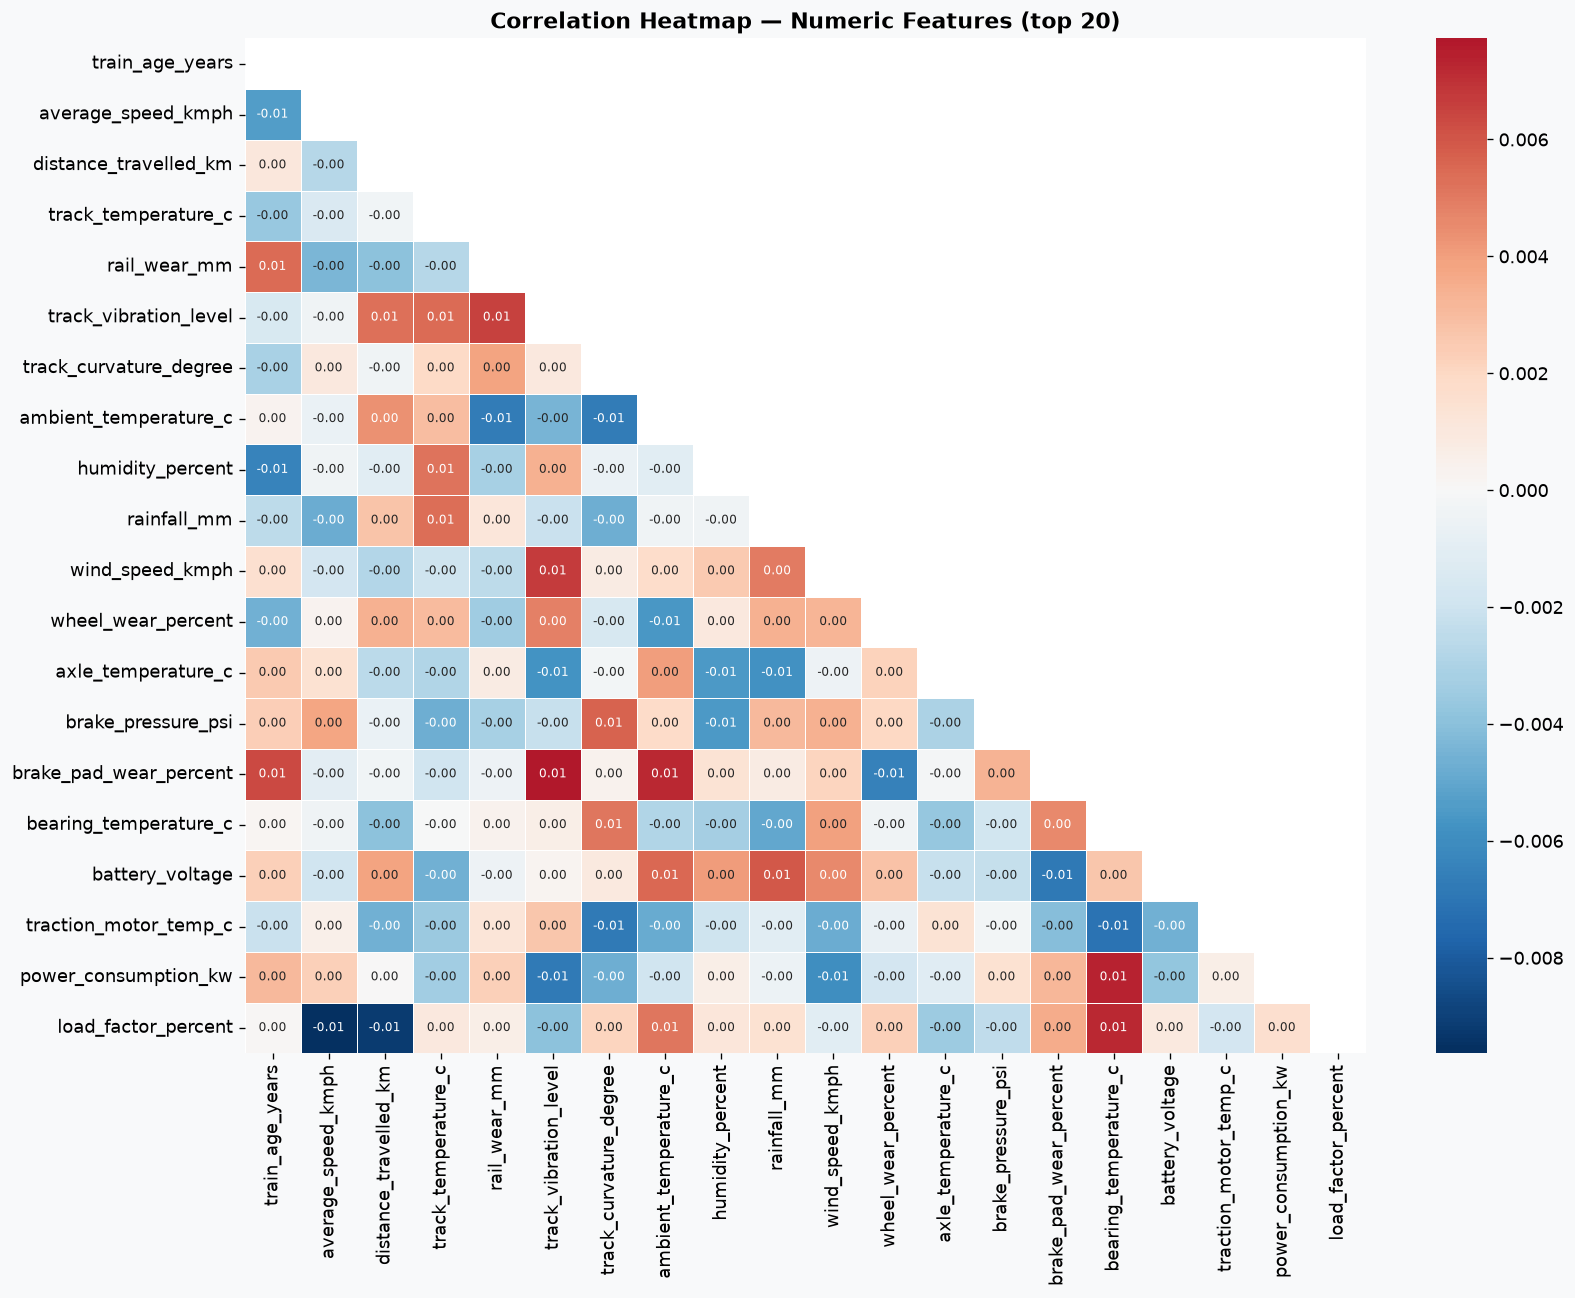 Correlation Heatmap — Numeric Features (top 20)
train_age_years
average_speed_kmph -0.01
distance_travelled_km 0.00 -0.00
track_temperature_c -0.00 -0.00 -0.00
rail_wear_mm 0.01 -0.00 -0.00 -0.00
track_vibration_level -0.00 -0.00 0.01 0.01 0.01
track_curvature_degree -0.00 0.00 -0.00 0.00 0.00 0.00
ambient_temperature_c 0.00 -0.00 0.00 0.00 -0.01 -0.00 -0.01
humidity_percent -0.01 -0.00 -0.00 0.01 -0.00 0.00 -0.00 -0.00
rainfall_mm -0.00 -0.00 0.00 0.01 0.00 -0.00 -0.00 -0.00 -0.00
wind_speed_kmph 0.00 -0.00 -0.00 -0.00 -0.00 0.01 0.00 0.00 0.00 0.00
wheel_wear_percent -0.00 0.00 0.00 0.00 -0.00 0.00 -0.00 -0.01 0.00 0.00 0.00
axle_temperature_c 0.00 0.00 -0.00 -0.00 0.00 -0.01 -0.00 0.00 -0.01 -0.01 -0.00 0.00
brake_pressure_psi 0.00 0.00 -0.00 -0.00 -0.00 -0.00 0.01 0.00 -0.01 0.00 0.00 0.00 -0.00
brake_pad_wear_percent 0.01 -0.00 -0.00 -0.00 -0.00 0.01 0.00 0.01 0.00 0.00 0.00 -0.01 -0.00 0.00
bearing_temperature_c 0.00 -0.00 -0.00 -0.00 0.00 0.00 0.01 -0.00 -0.00 -0.00 0.00 -0.00 -0.00 -0.00 0.00
battery_voltage 0.00 -0.00 0.00 -0.00 -0.00 0.00 0.00 0.01 0.00 0.01 0.00 0.00 -0.00 -0.00 -0.01 0.00
traction_motor_temp_c -0.00 0.00 -0.00 -0.00 0.00 0.00 -0.01 -0.00 -0.00 -0.00 -0.00 -0.00 0.00 -0.00 -0.00 -0.01 -0.00
power_consumption_kw 0.00 0.00 0.00 -0.00 0.00 -0.01 -0.00 -0.00 0.00 -0.00 -0.01 -0.00 -0.00 0.00 0.00 0.01 -0.00 0.00
load_factor_percent 0.00 -0.01 -0.01 0.00 0.00 -0.00 0.00 0.01 0.00 0.00 -0.00 0.00 -0.00 -0.00 0.00 0.01 0.00 -0.00 0.00
train_age_years
average_speed_kmph
distance_travelled_km
track_temperature_c
rail_wear_mm
track_vibration_level
track_curvature_degree
ambient_temperature_c
humidity_percent
rainfall_mm
wind_speed_kmph
wheel_wear_percent
axle_temperature_c
brake_pressure_psi
brake_pad_wear_percent
bearing_temperature_c
battery_voltage
traction_motor_temp_c
power_consumption_kw
load_factor_percent
0.006
0.004
0.002
0.000
−0.002
−0.004
−0.006
−0.008